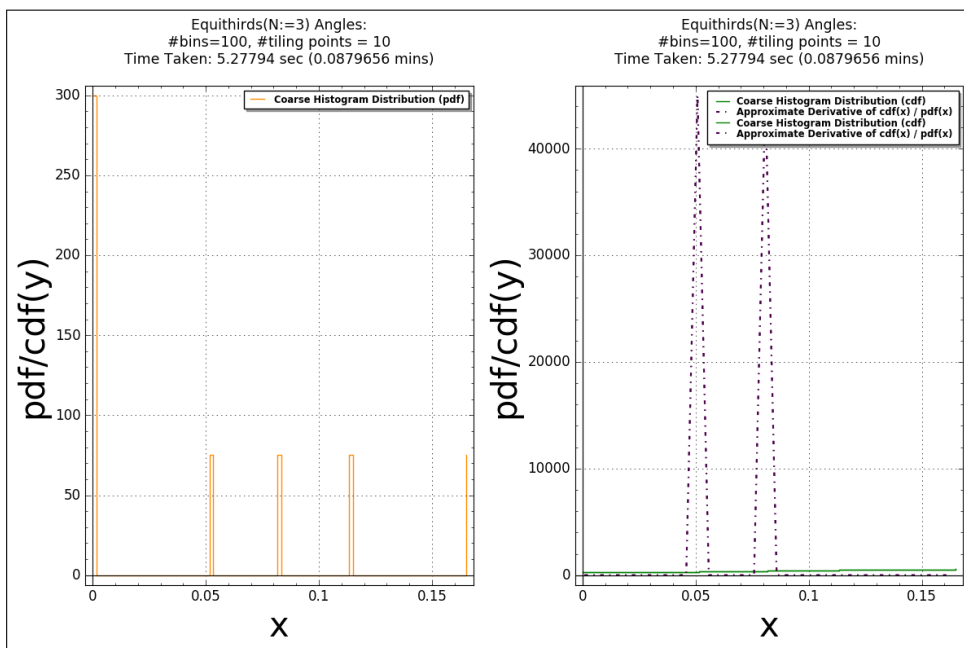 Equithirds(N:=3) Angles:
#bins=100, #tiling points = 10
Time Taken: 5.27794 sec (0.0879656 mins)
Coarse Histogram Distribution (pdf)
300
250
200
150
100
50
0
0 0.05 0.1 0.15
pdf/cdf(y)
x
Equithirds(N:=3) Angles:
#bins=100, #tiling points = 10
Time Taken: 5.27794 sec (0.0879656 mins)
Coarse Histogram Distribution (cdf)
Approximate Derivative of cdf(x) / pdf(x)
Coarse Histogram Distribution (cdf)
Approximate Derivative of cdf(x) / pdf(x)
40000
30000
20000
10000
0
0 0.05 0.1 0.15
pdf/cdf(y)
x